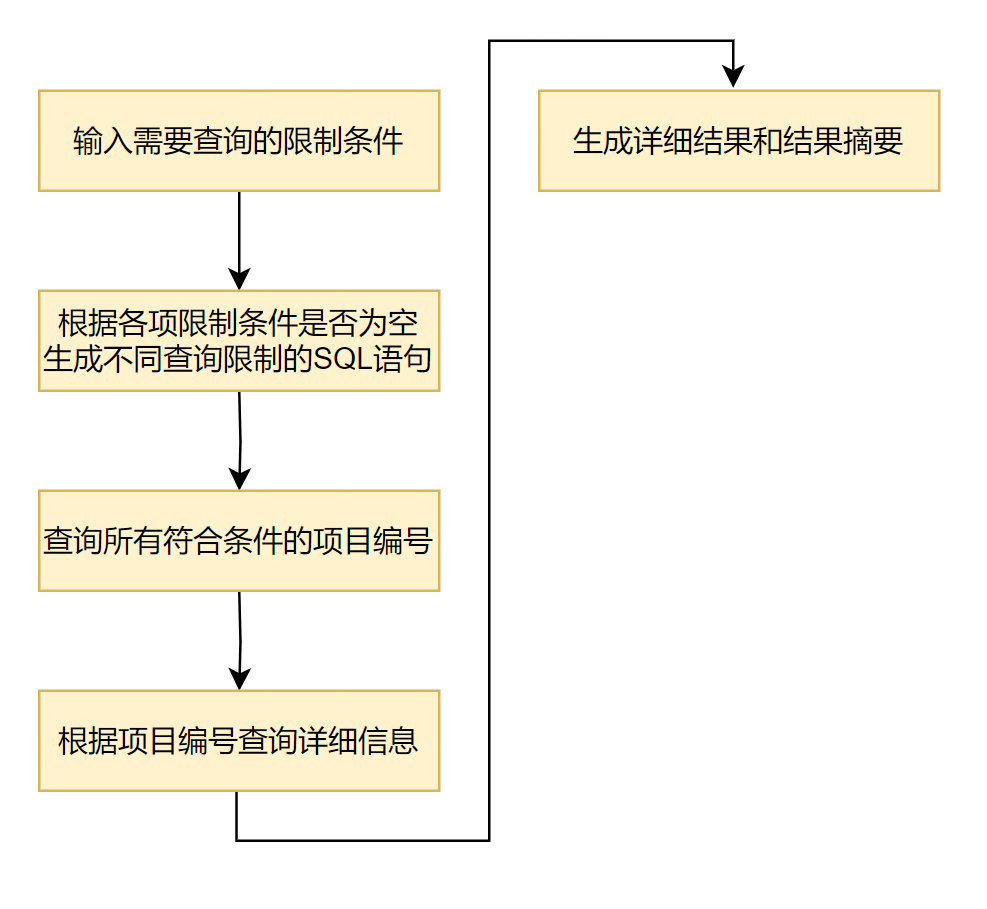 输入需要查询的限制条件
根据各项限制条件是否为空
生成不同查询限制的SQL语句
查询所有符合条件的项目编号
根据项目编号查询详细信息
生成详细结果和结果摘要